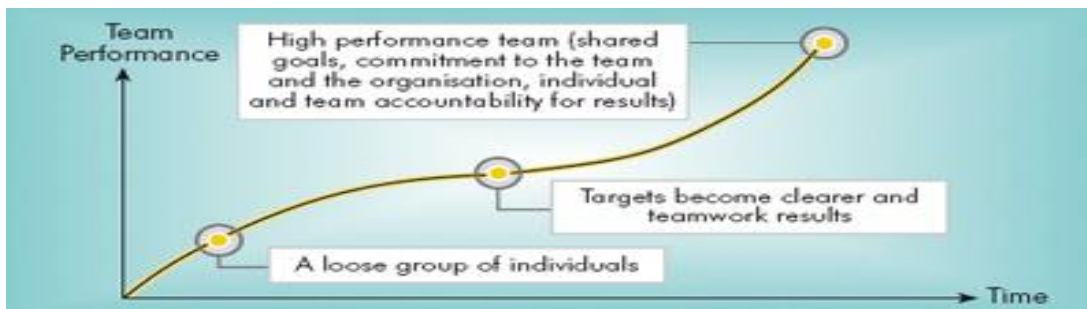 Team
Performance
High performance team (shared
goals, commitment to the team
and the organisation, individual
and team accountability for results)
Targets become clearer and
teamwork results
A loose group of individuals
Time